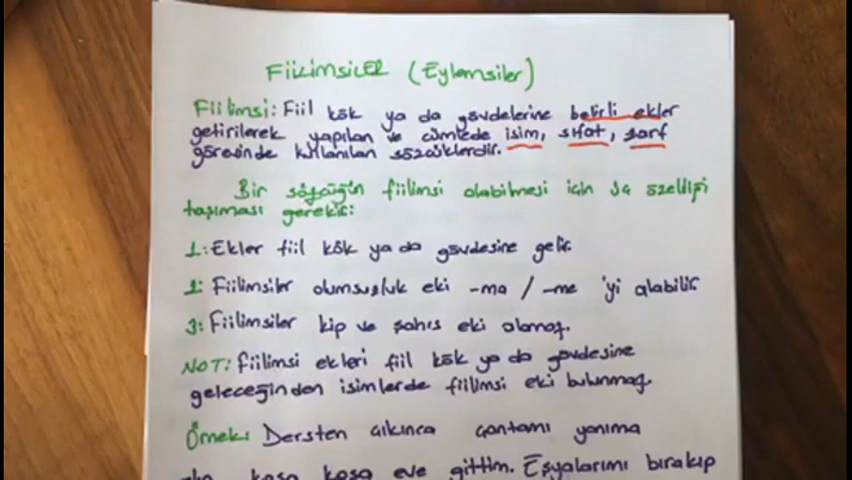 FiiLiMSiLER (Eylemsiler)
Fiilimsi: Fiil kök ya da gövdelerine belirli ekler
getirilerek yapılan ve cümlede isim, sıfat, zarf
görevinde kullanılan sözcüklerdir.
Bir sözcüğün fiilimsi olabilmesi için şu özelliği
taşıması gerekir:
1: Ekler fiil kök ya da gövdesine gelir.
2: Fiilimsiler olumsuzluk eki -ma / -me 'yi alabilir
3: Fiilimsiler kip ve şahıs eki alamaz.
NOT: Fiilimsi ekleri fiil kök ya da gövdesine
geleceğinden isimlerde fiilimsi eki bulunmaz.
Örnek: Dersten çıkınca çantamı yanıma
koşa koşa eve gittim. Eşyalarımı bırakıp